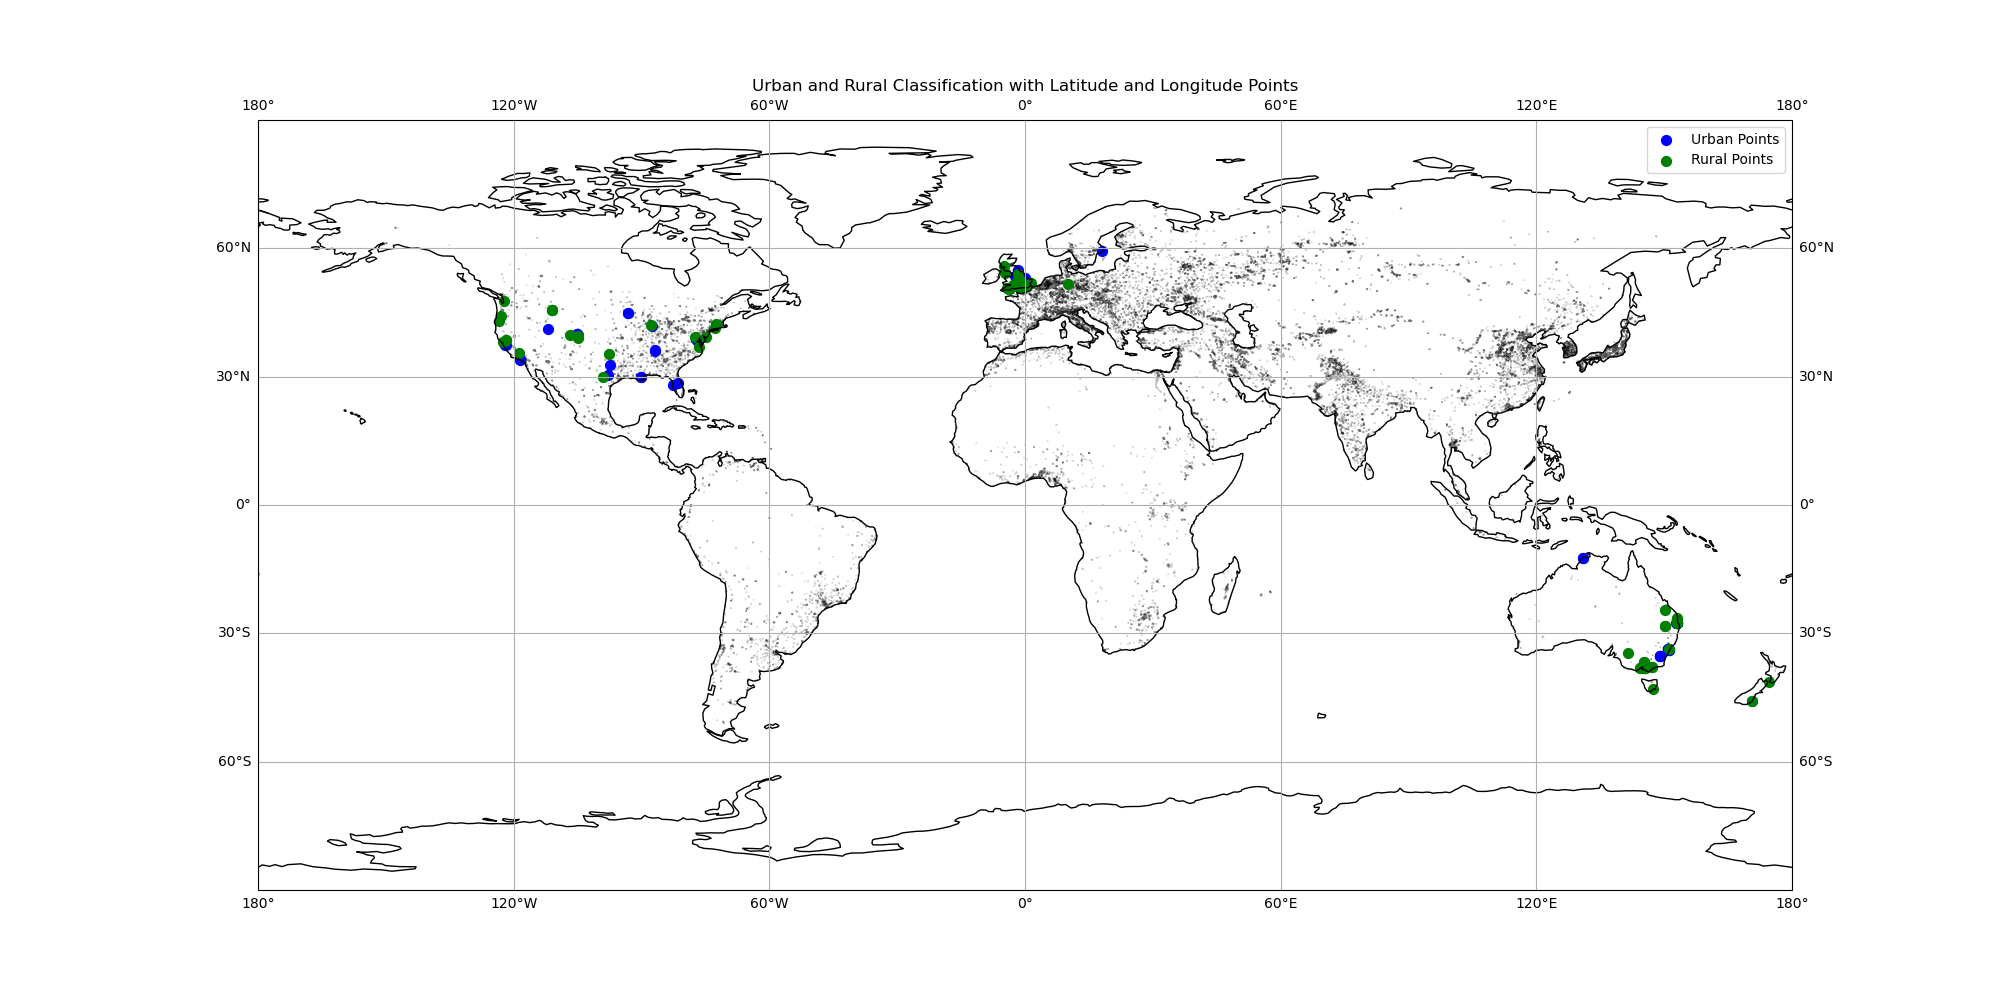 Urban and Rural Classification with Latitude and Longitude Points
180° 120°W 60°W 0° 60°E 120°E 180°
Urban Points
Rural Points
60°N 60°N
30°N 30°N
0° 0°
30°S 30°S
60°S 60°S
180° 120°W 60°W 0° 60°E 120°E 180°